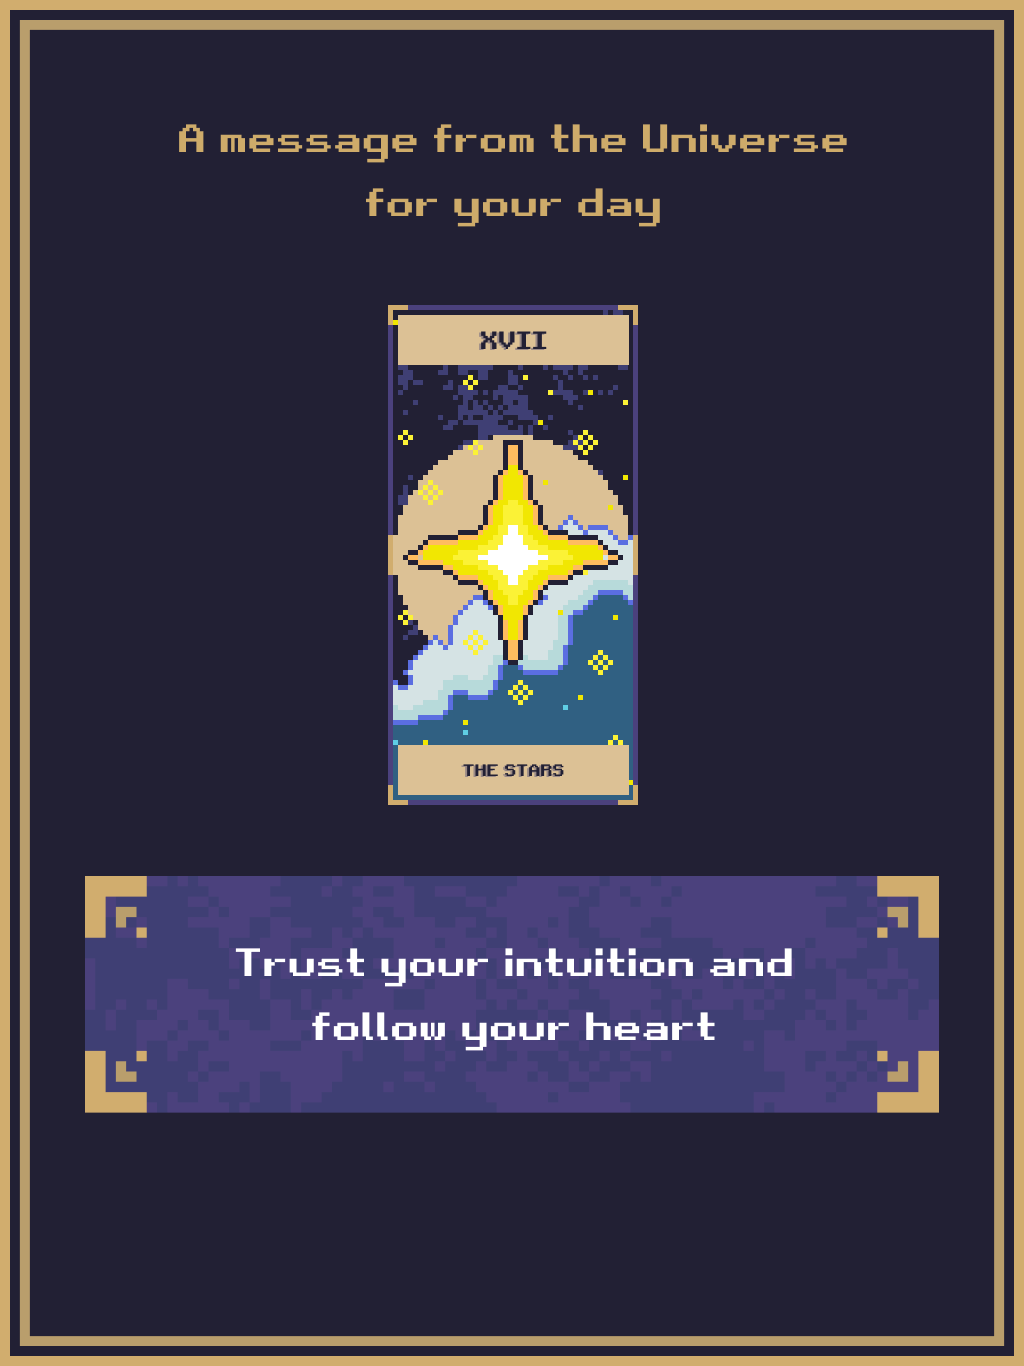 A message from the Universe
for your day
XVII
THE STARS
Trust your intuition and
follow your heart